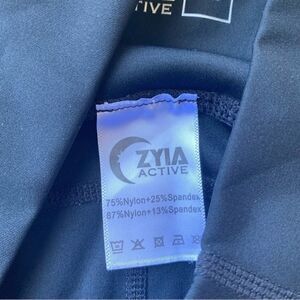 TIVE
ZYIA
ACTIVE
75%Nylon+25%Spandex
87%Nylon+13%Spandex